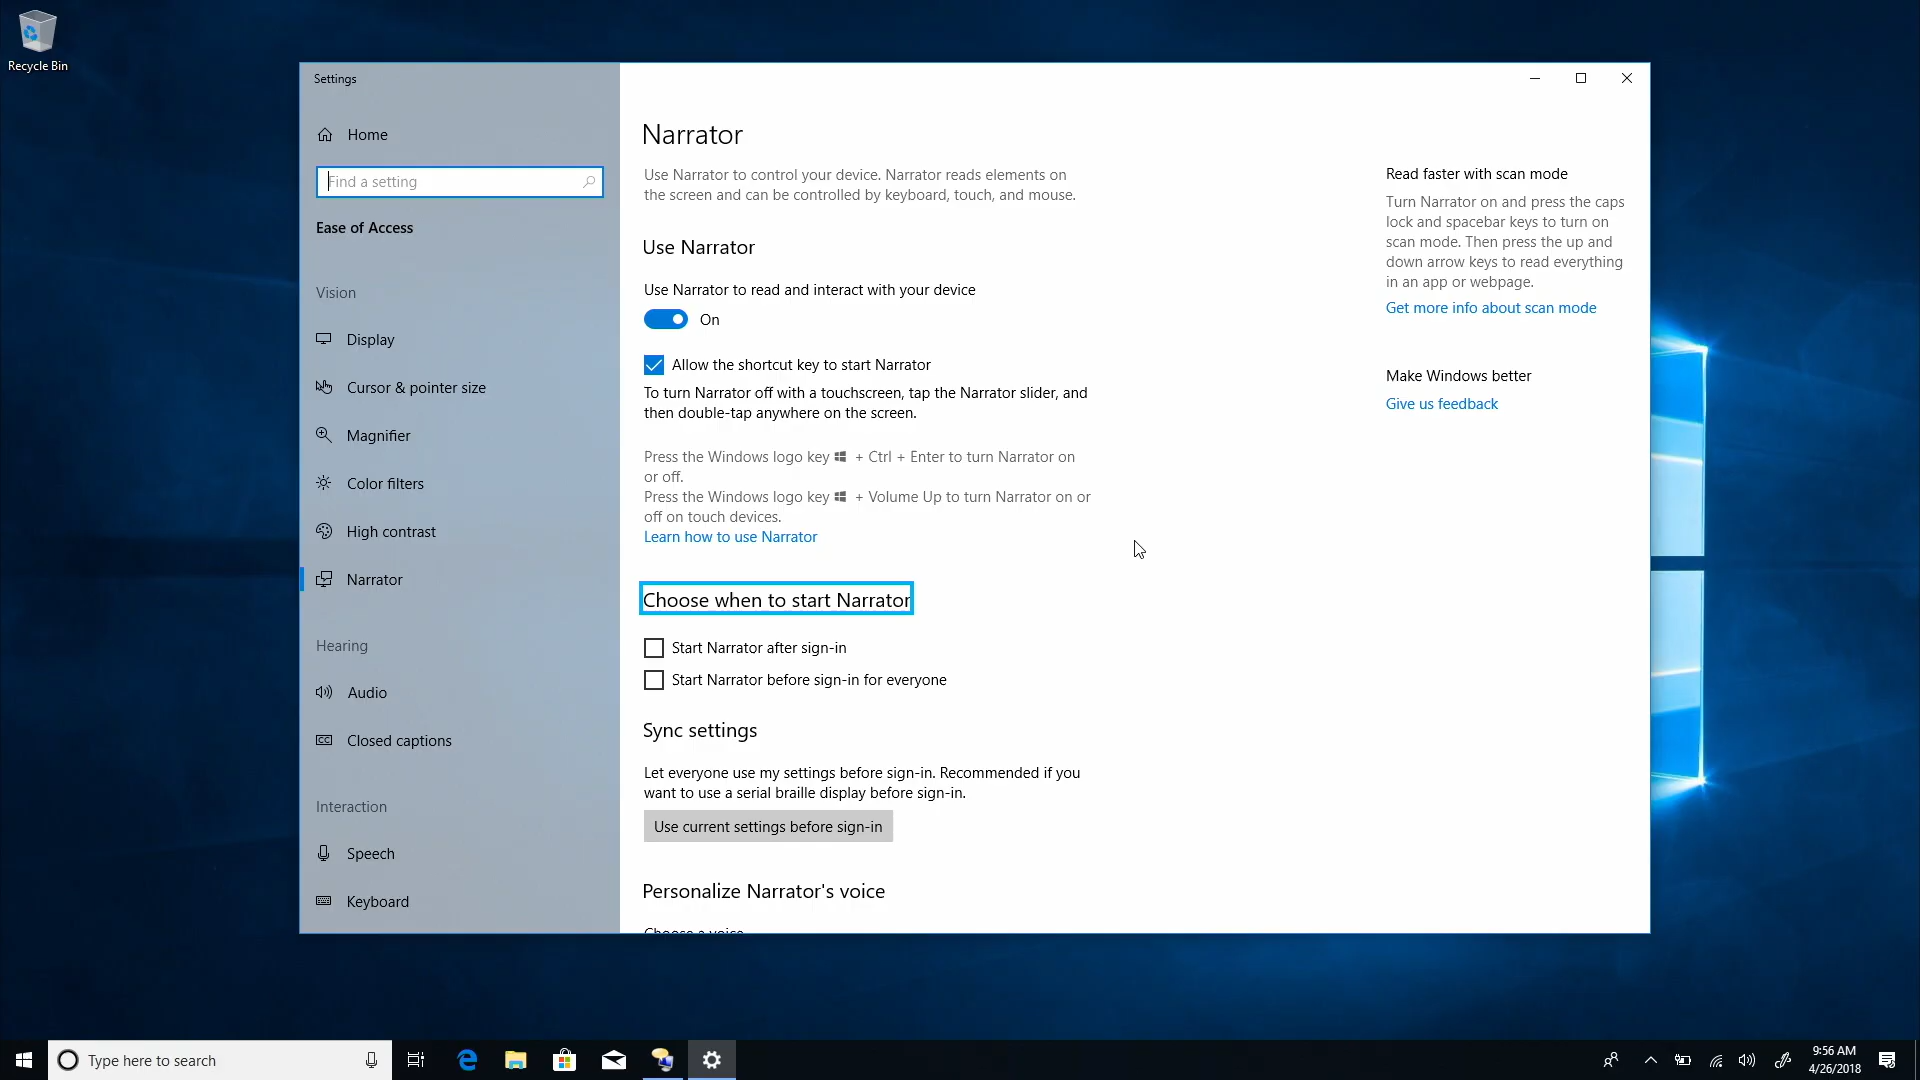 Recycle Bin
Settings
Home
Find a setting
Ease of Access
Vision
Display
Cursor & pointer size
Magnifier
Color filters
High contrast
Narrator
Hearing
Audio
Closed captions
Interaction
Speech
Keyboard
Narrator
Use Narrator to control your device. Narrator reads elements on
the screen and can be controlled by keyboard, touch, and mouse.
Use Narrator
Use Narrator to read and interact with your device
On
Allow the shortcut key to start Narrator
To turn Narrator off with a touchscreen, tap the Narrator slider, and
then double-tap anywhere on the screen.
Press the Windows logo key + Ctrl + Enter to turn Narrator on
or off.
Press the Windows logo key + Volume Up to turn Narrator on or
off on touch devices.
Learn how to use Narrator
Choose when to start Narrator
Start Narrator after sign-in
Start Narrator before sign-in for everyone
Sync settings
Let everyone use my settings before sign-in. Recommended if you
want to use a serial braille display before sign-in.
Use current settings before sign-in
Personalize Narrator's voice
Choose a voice
Read faster with scan mode
Turn Narrator on and press the caps
lock and spacebar keys to turn on
scan mode. Then press the up and
down arrow keys to read everything
in an app or webpage.
Get more info about scan mode
Make Windows better
Give us feedback
Type here to search
9:56 AM
4/26/2018